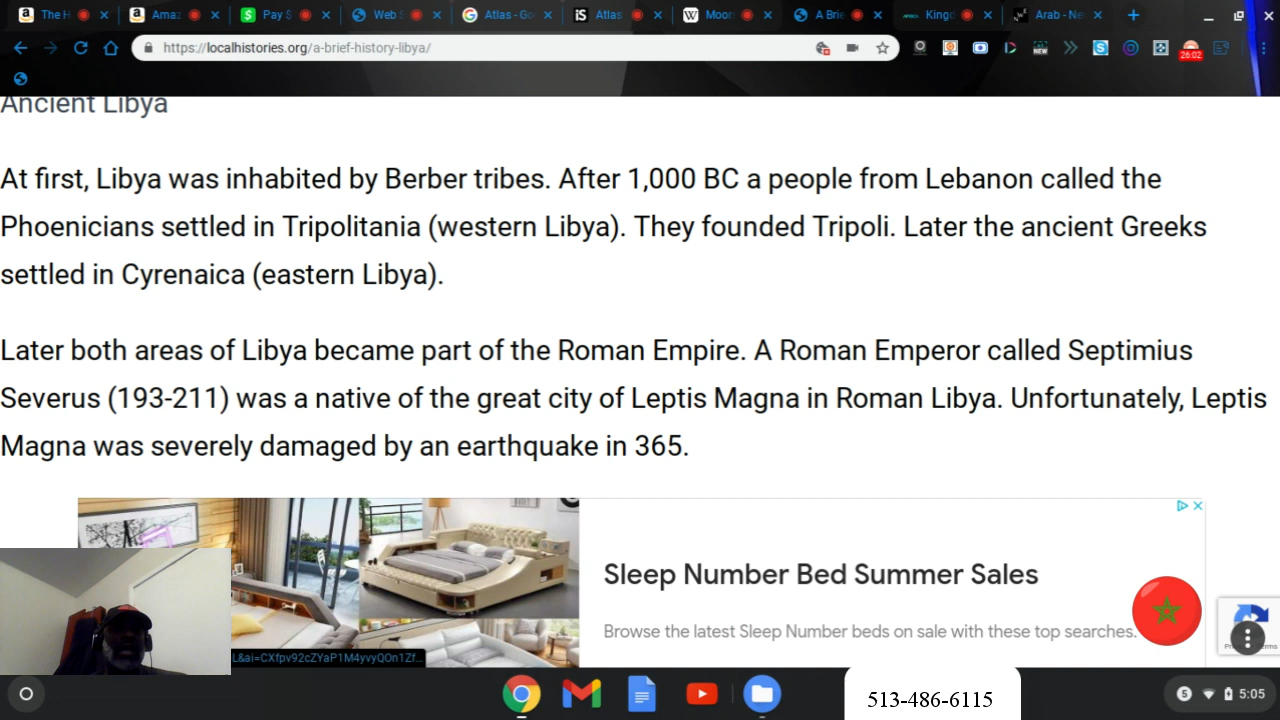 The H
Amaz
Pay $
Web S
Atlas - Go
Atlas
Moor
A Brie
Kingd
Arab - Ne
https://localhistories.org/a-brief-history-libya/
NEW
26:02
Ancient Libya
At first, Libya was inhabited by Berber tribes. After 1,000 BC a people from Lebanon called the
Phoenicians settled in Tripolitania (western Libya). They founded Tripoli. Later the ancient Greeks
settled in Cyrenaica (eastern Libya).
Later both areas of Libya became part of the Roman Empire. A Roman Emperor called Septimius
Severus (193-211) was a native of the great city of Leptis Magna in Roman Libya. Unfortunately, Leptis
Magna was severely damaged by an earthquake in 365.
Sleep Number Bed Summer Sales
Browse the latest Sleep Number beds on sale with these top searches.
513-486-6115
5
5:05